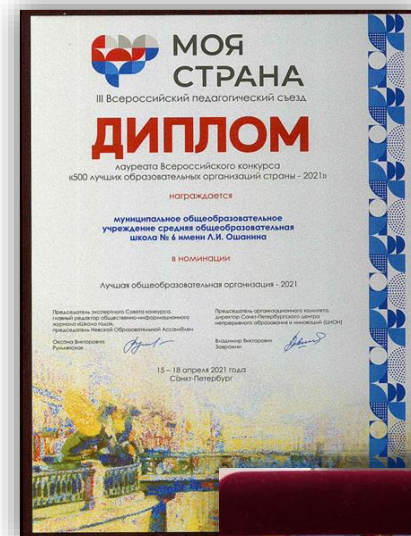 МОЯ
СТРАНА
III Всероссийский педагогический съезд
ДИПЛОМ
лауреата Всероссийского конкурса
«500 лучших образовательных организаций страны - 2021»
награждается
муниципальное общеобразовательное
учреждение средняя общеобразовательная
школа № 6 имени Л.И. Ошанина
в номинации
Лучшая общеобразовательная организация - 2021
Председатель экспертного Совета конкурса,
главный редактор общественно-информационного
журнала «Школа года»,
председатель Невской Образовательной Ассамблеи
Оксана Викторовна
Румянская
Председатель организационного комитета,
директор Санкт-Петербургского центра
непрерывного образования и инноваций (ЦНОИ)
Владимир Викторович
15 – 18 апреля 2021 года
Санкт-Петербург